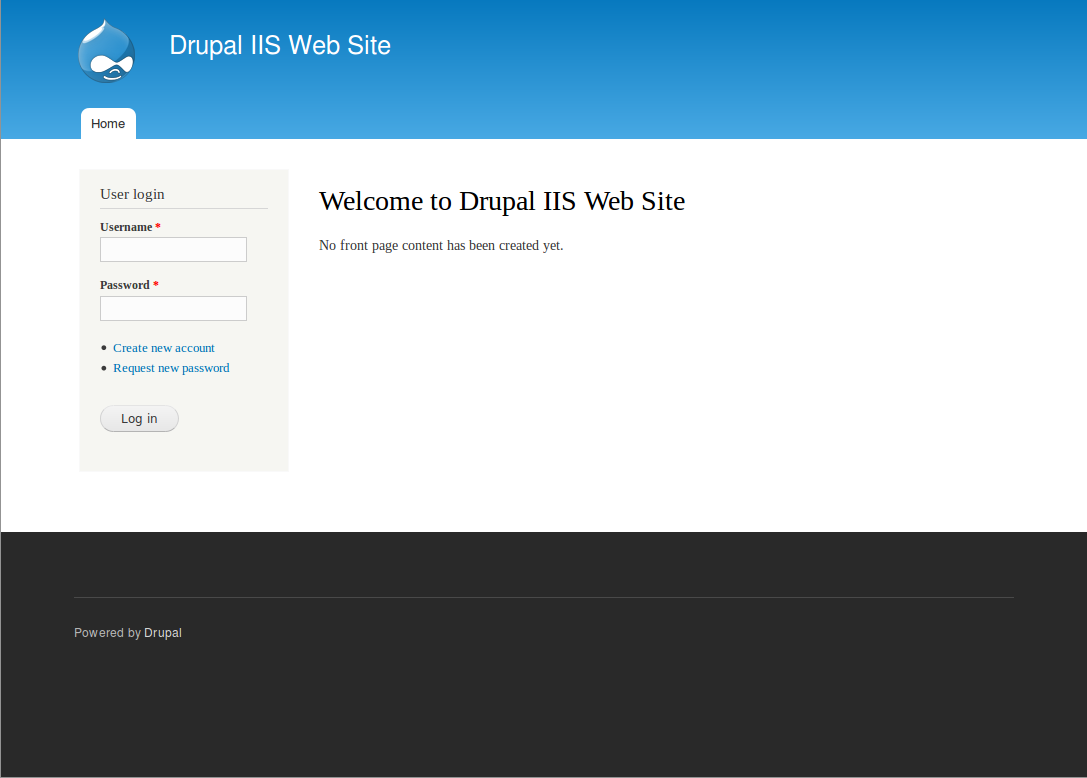 Drupal IIS Web Site
Home
User login
Username *
Password *
Create new account
Request new password
Log in
Welcome to Drupal IIS Web Site
No front page content has been created yet.
Powered by Drupal